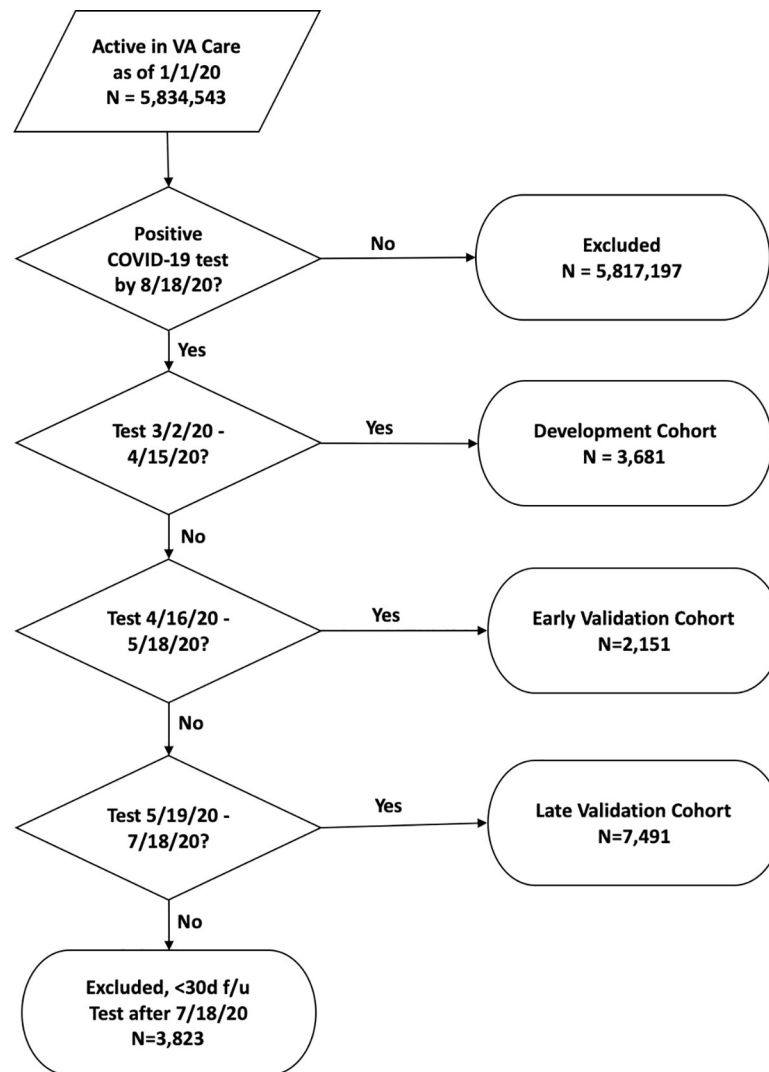 Active in VA Care
as of 1/1/20
N = 5,834,543
Positive
COVID-19 test
by 8/18/20?
No
Excluded
N = 5,817,197
Yes
Test 3/2/20 -
4/15/20?
Yes
Development Cohort
N = 3,681
No
Test 4/16/20 -
5/18/20?
Yes
Early Validation Cohort
N=2,151
No
Test 5/19/20 -
7/18/20?
Yes
Late Validation Cohort
N=7,491
No
Excluded, <30d f/u
Test after 7/18/20
N=3,823